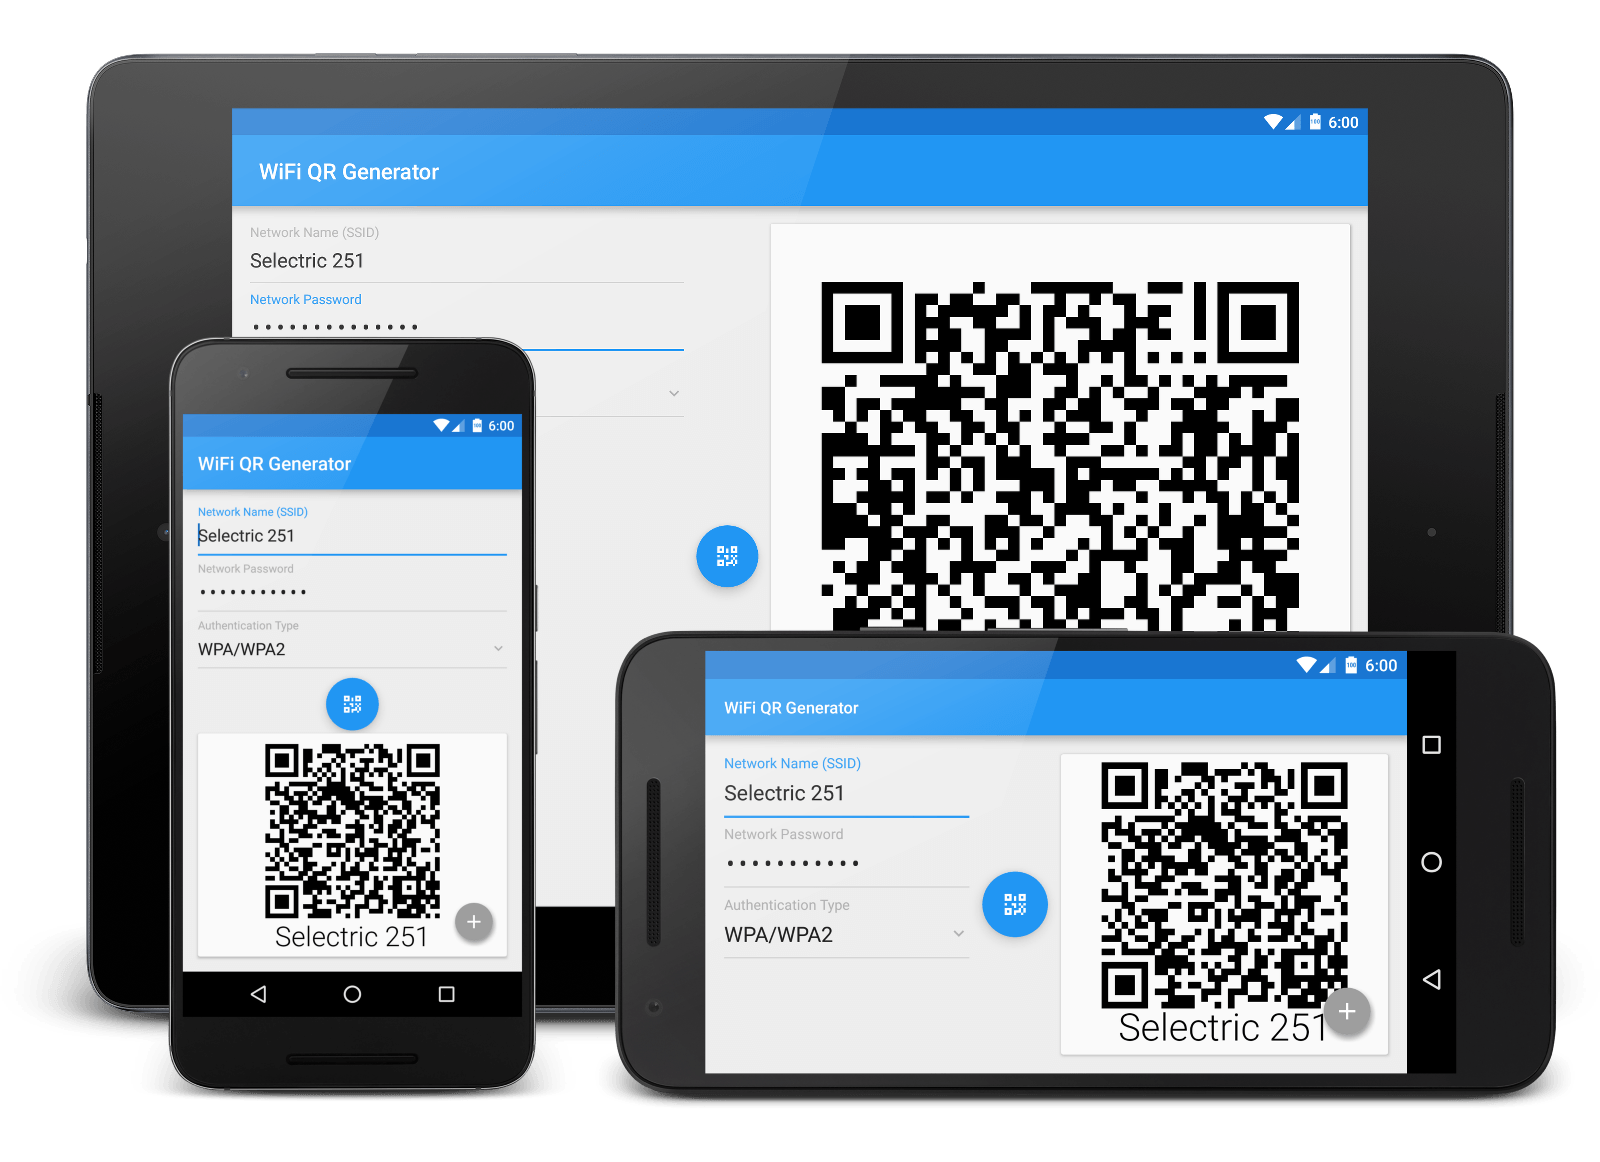 6:00
WiFi QR Generator
Network Name (SSID)
Selectric 251
Network Password
••••••••••••••
6:00
WiFi QR Generator
Network Name (SSID)
Selectric 251
Network Password
•••••••••••
Authentication Type
WPA/WPA2
Selectric 251
100
6:00
WiFi QR Generator
Network Name (SSID)
Selectric 251
Network Password
•••••••••••
Authentication Type
WPA/WPA2
Selectric 251